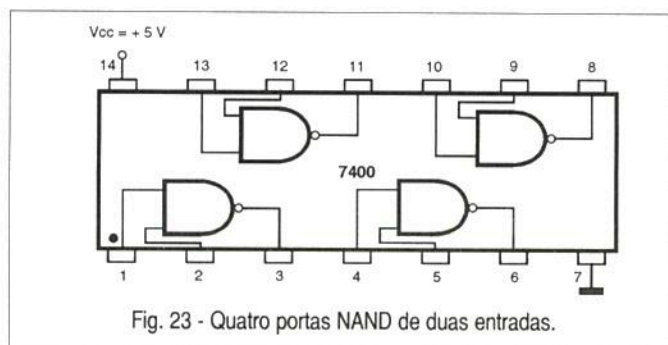 Vcc = + 5 V
14 13 12 11 10 9 8
7400
1 2 3 4 5 6 7
Fig. 23 - Quatro portas NAND de duas entradas.